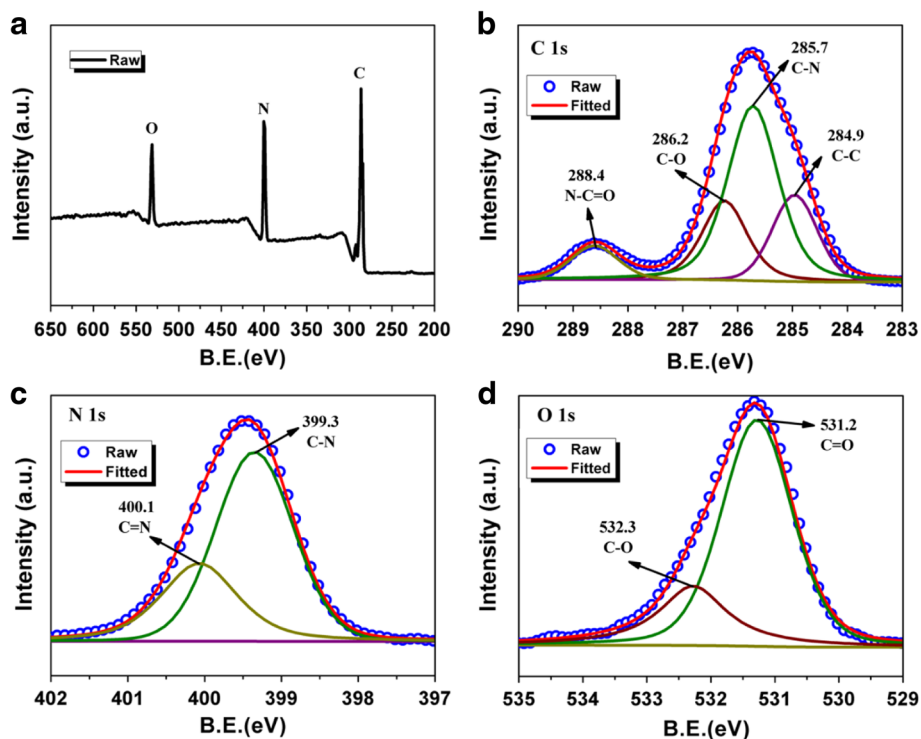 a
Raw
O
N
C
Intensity (a.u.)
650 600 550 500 450 400 350 300 250 200
B.E.(eV)
b
C 1s
Raw
Fitted
285.7
C-N
286.2
C-O
284.9
C-C
288.4
N-C=O
Intensity (a.u.)
290 289 288 287 286 285 284 283
B.E.(eV)
c
N 1s
Raw
Fitted
399.3
C-N
400.1
C=N
Intensity (a.u.)
402 401 400 399 398 397
B.E.(eV)
d
O 1s
Raw
Fitted
531.2
C=O
532.3
C-O
Intensity (a.u.)
535 534 533 532 531 530 529
B.E.(eV)